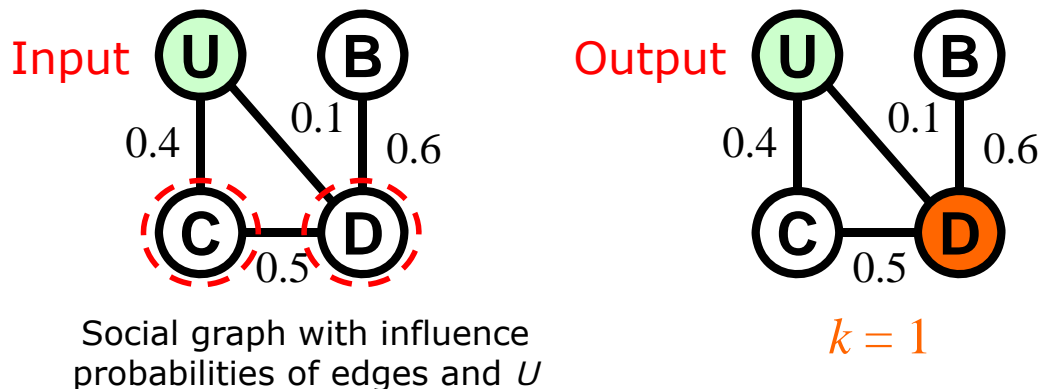 Input
U
B
0.4
0.1
0.6
C
D
0.5
Social graph with influence
probabilities of edges and U
Output
U
B
0.4
0.1
0.6
C
D
0.5
k = 1